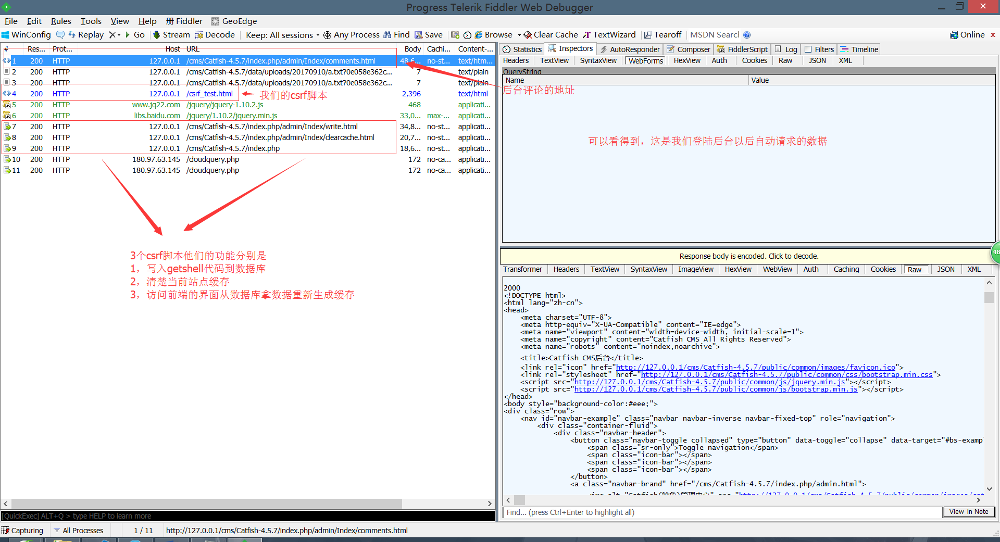 Progress Telerik Fiddler Web Debugger
File Edit Rules Tools View Help 册 Fiddler GeoEdge
WinConfig Replay Go Stream Decode Keep: All sessions Any Process Find Save Browse Clear Cache TextWizard Tearoff MSDN Searcl Online
# Res... Prot... Host URL Body Cachi... Content-...
1 200 HTTP 127.0.0.1 /cms/Catfish-4.5.7/index.php/admin/Index/comments.html 48,6... no-st... text/htm...
2 200 HTTP 127.0.0.1 /cms/Catfish-4.5.7/data/uploads/20170910/a.txt?0e058e362c... 7 text/plain
3 200 HTTP 127.0.0.1 /cms/Catfish-4.5.7/data/uploads/20170910/a.txt?0e058e362c... 7 text/plain
4 200 HTTP 127.0.0.1 /csrf_test.html 2,396 text/html
我们的csrf脚本
5 200 HTTP www.jq22.com /jquery/jquery-1.10.2.js 468 applicati...
6 200 HTTP libs.baidu.com /jquery/1.10.2/jquery.min.js 33,0... max-... applicati...
7 200 HTTP 127.0.0.1 /cms/Catfish-4.5.7/index.php/admin/Index/write.html 34,8... no-st... applicati...
8 200 HTTP 127.0.0.1 /cms/Catfish-4.5.7/index.php/admin/Index/clearcache.html 20,7... no-st... applicati...
9 200 HTTP 127.0.0.1 /cms/Catfish-4.5.7/index.php 18,6... no-st... applicati...
10 200 HTTP 180.97.63.145 /cloudquery.php 172 no-ca... applicati...
11 200 HTTP 180.97.63.145 /cloudquery.php 172 no-ca... applicati...
3个csrf脚本他们的功能分别是
1，写入getshell代码到数据库
2，清楚当前站点缓存
3，访问前端的界面从数据库拿数据重新生成缓存
[QuickExec] ALT+Q > type HELP to learn more
Statistics Inspectors AutoResponder Composer FiddlerScript Log Filters Timeline
Headers TextView SyntaxView WebForms HexView Auth Cookies Raw JSON XML
QueryString
Name Value
后台评论的地址
可以看得到，这是我们登陆后台以后自动请求的数据
48
Response body is encoded. Click to decode.
Transformer Headers TextView SyntaxView ImageView HexView WebView Auth Caching Cookies Raw JSON XML
2000
<!DOCTYPE html>
<html lang="zh-cn">
<head>
<meta charset="UTF-8">
<meta http-equiv="X-UA-Compatible" content="IE=edge">
<meta name="viewport" content="width=device-width, initial-scale=1">
<meta name="copyright" content="Catfish CMS All Rights Reserved">
<meta name="robots" content="noindex,noarchive">
<title>Catfish CMS后台</title>
<link rel="icon" href="http://127.0.0.1/cms/Catfish-4.5.7/public/common/images/favicon.ico">
<link rel="stylesheet" href="http://127.0.0.1/cms/Catfish-4.5.7/public/common/css/bootstrap.min.css">
<script src="http://127.0.0.1/cms/Catfish-4.5.7/public/common/js/jquery.min.js"></script>
<script src="http://127.0.0.1/cms/Catfish-4.5.7/public/common/js/bootstrap.min.js"></script>
</head>
<body style="background-color:#eee;">
<div class="row">
<nav id="navbar-example" class="navbar navbar-inverse navbar-fixed-top" role="navigation">
<div class="container-fluid">
<div class="navbar-header">
<button class="navbar-toggle collapsed" type="button" data-toggle="collapse" data-target="#bs-exampl
<span class="sr-only">Toggle navigation</span>
<span class="icon-bar"></span>
<span class="icon-bar"></span>
<span class="icon-bar"></span>
</button>
<a class="navbar-brand" href="/cms/Catfish-4.5.7/index.php/admin.html">
Find... (press Ctrl+Enter to highlight all) View in Note
Capturing All Processes 1 / 11 http://127.0.0.1/cms/Catfish-4.5.7/index.php/admin/Index/comments.html